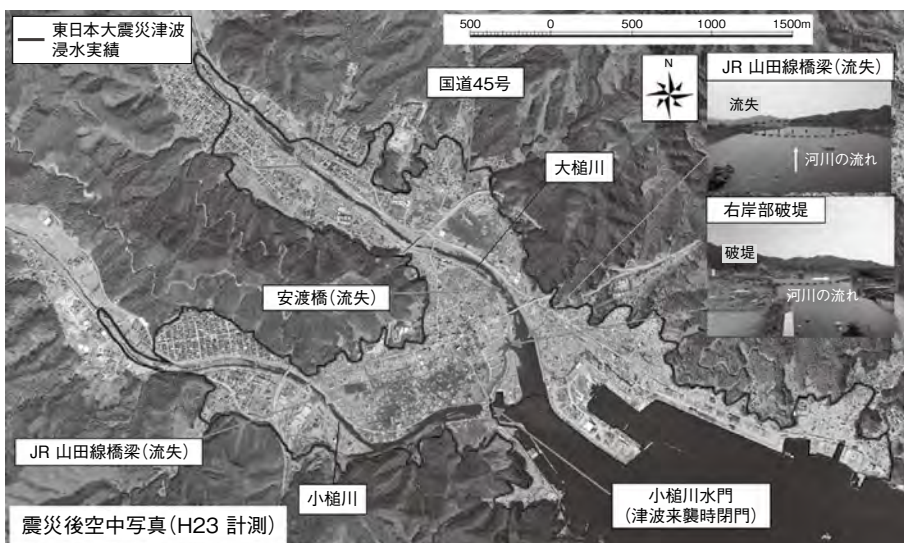 東日本大震災津波
浸水実績
500 0 500 1000 1500m
N
国道45号
JR 山田線橋梁(流失)
流失
河川の流れ
大槌川
右岸部破堤
破堤
河川の流れ
安渡橋(流失)
JR 山田線橋梁(流失)
小槌川
小槌川水門
(津波来襲時閉門)
震災後空中写真(H23 計測)